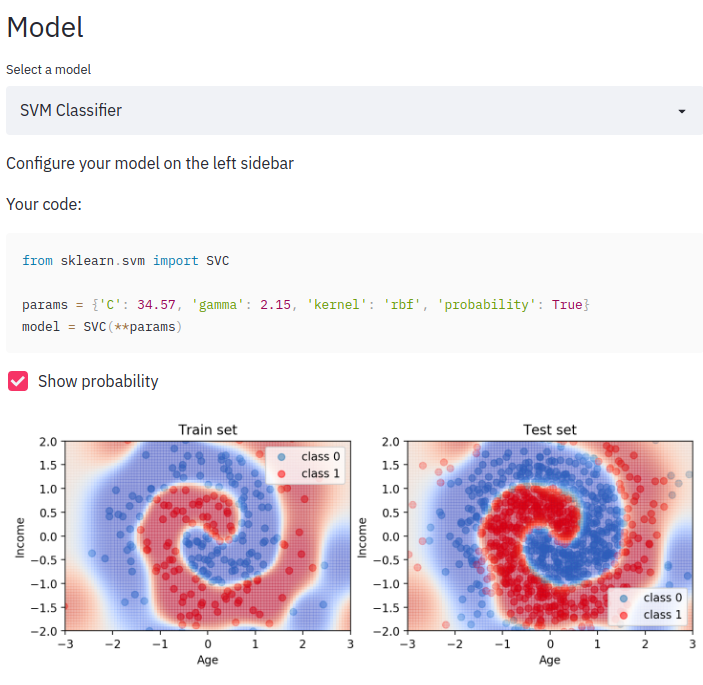 Model
Select a model
SVM Classifier
Configure your model on the left sidebar
Your code:
from sklearn.svm import SVC
params = {'C': 34.57, 'gamma': 2.15, 'kernel': 'rbf', 'probability': True}
model = SVC(**params)
Show probability
Train set
class 0
class 1
2.0
1.5
1.0
0.5
0.0
−0.5
−1.0
−1.5
−2.0
Income
−3 −2 −1 0 1 2 3
Age
Test set
class 0
class 1
2.0
1.5
1.0
0.5
0.0
−0.5
−1.0
−1.5
−2.0
Income
−3 −2 −1 0 1 2 3
Age